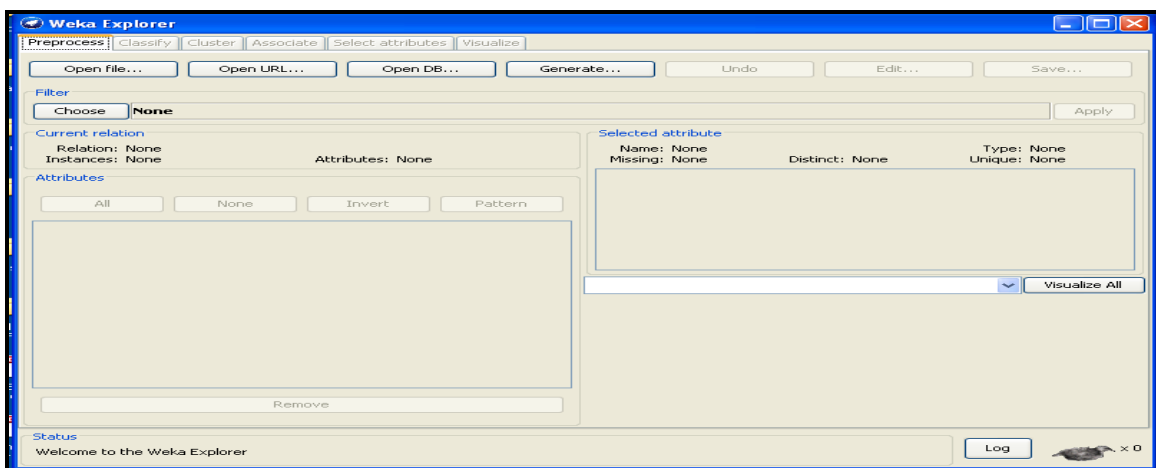 Weka Explorer
Preprocess Classify Cluster Associate Select attributes Visualize
Open file... Open URL... Open DB... Generate... Undo Edit... Save...
Filter
Choose None Apply
Current relation
Relation: None
Instances: None Attributes: None
Selected attribute
Name: None Type: None
Missing: None Distinct: None Unique: None
Attributes
All None Invert Pattern
Visualize All
Remove
Status
Welcome to the Weka Explorer
Log x 0